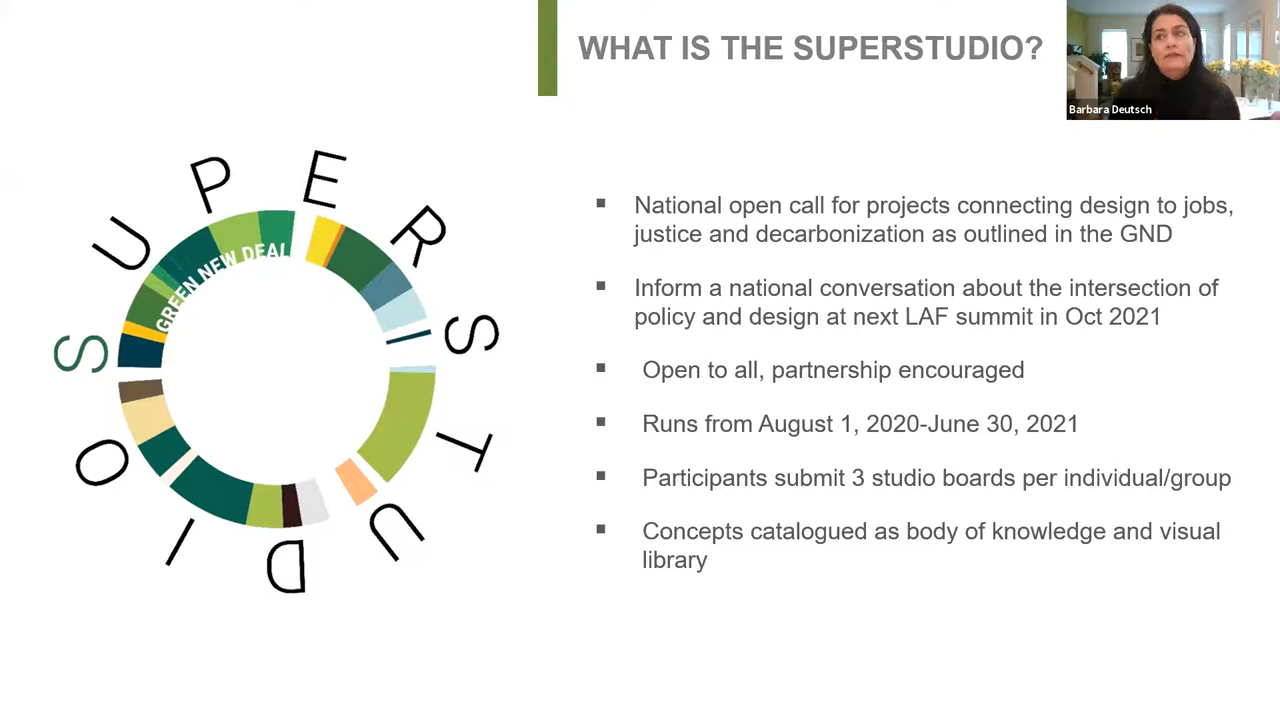 WHAT IS THE SUPERSTUDIO?
Barbara Deutsch
SUPERSTUDIO
GREEN NEW DEAL
▪ National open call for projects connecting design to jobs,
justice and decarbonization as outlined in the GND
▪ Inform a national conversation about the intersection of
policy and design at next LAF summit in Oct 2021
▪ Open to all, partnership encouraged
▪ Runs from August 1, 2020-June 30, 2021
▪ Participants submit 3 studio boards per individual/group
▪ Concepts catalogued as body of knowledge and visual
library